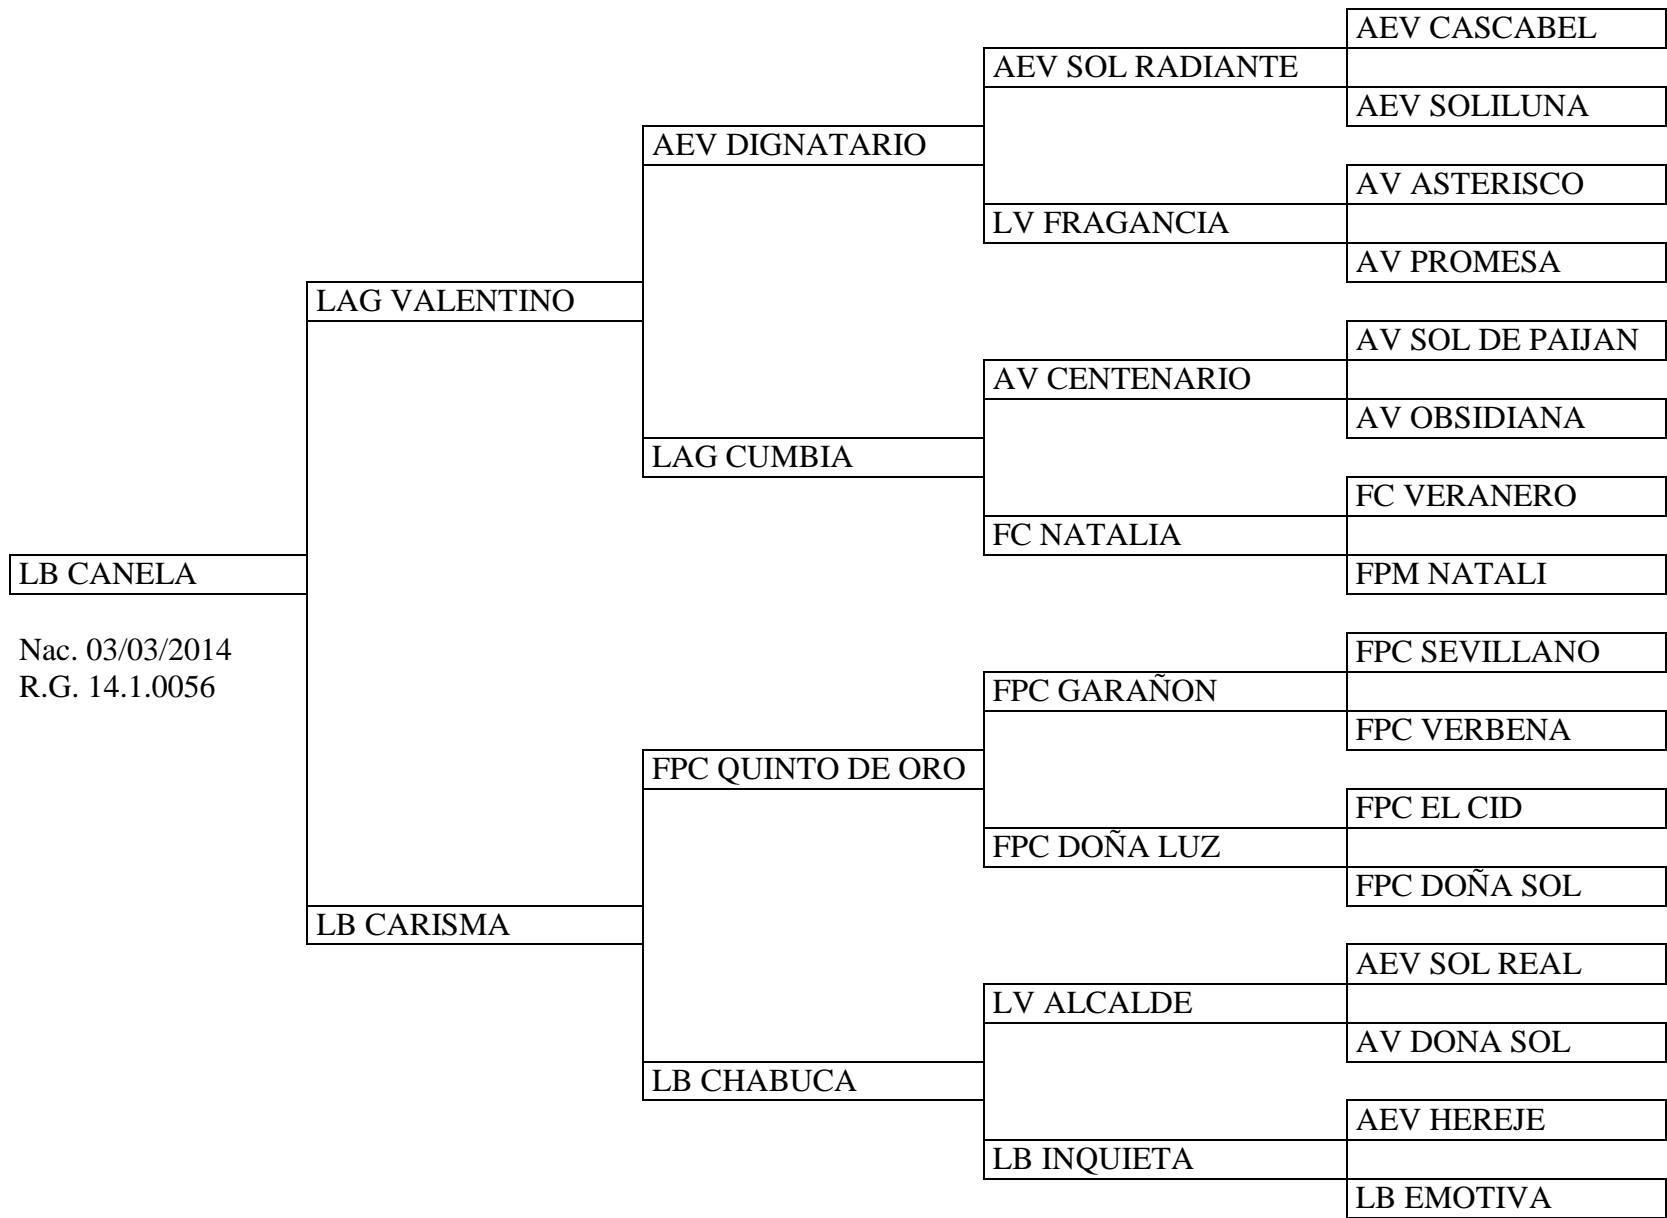 AEV CASCABEL
AEV SOL RADIANTE
AEV SOLILUNA
AEV DIGNATARIO
AV ASTERISCO
LV FRAGANCIA
AV PROMESA
LAG VALENTINO
AV SOL DE PAIJAN
AV CENTENARIO
AV OBSIDIANA
LAG CUMBIA
FC VERANERO
FC NATALIA
LB CANELA
FPM NATALI
Nac. 03/03/2014
FPC SEVILLANO
R.G. 14.1.0056
FPC GARAÑON
FPC VERBENA
FPC QUINTO DE ORO
FPC EL CID
FPC DOÑA LUZ
FPC DOÑA SOL
LB CARISMA
AEV SOL REAL
LV ALCALDE
AV DONA SOL
LB CHABUCA
AEV HEREJE
LB INQUIETA
LB EMOTIVA